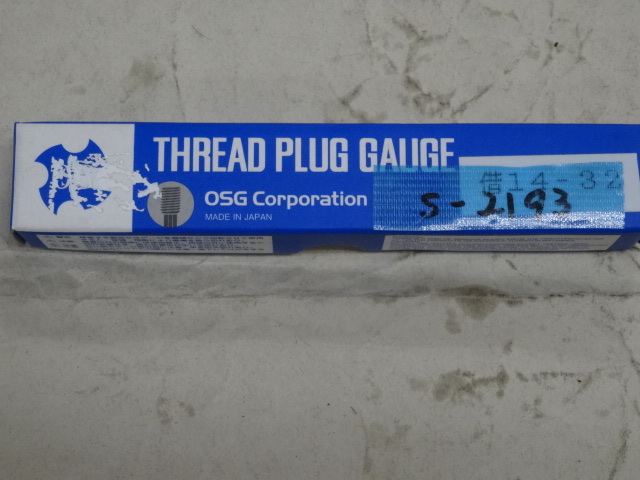 THREAD PLUG GAUGE
借14-32
OSG Corporation
S-2193
MADE IN JAPAN